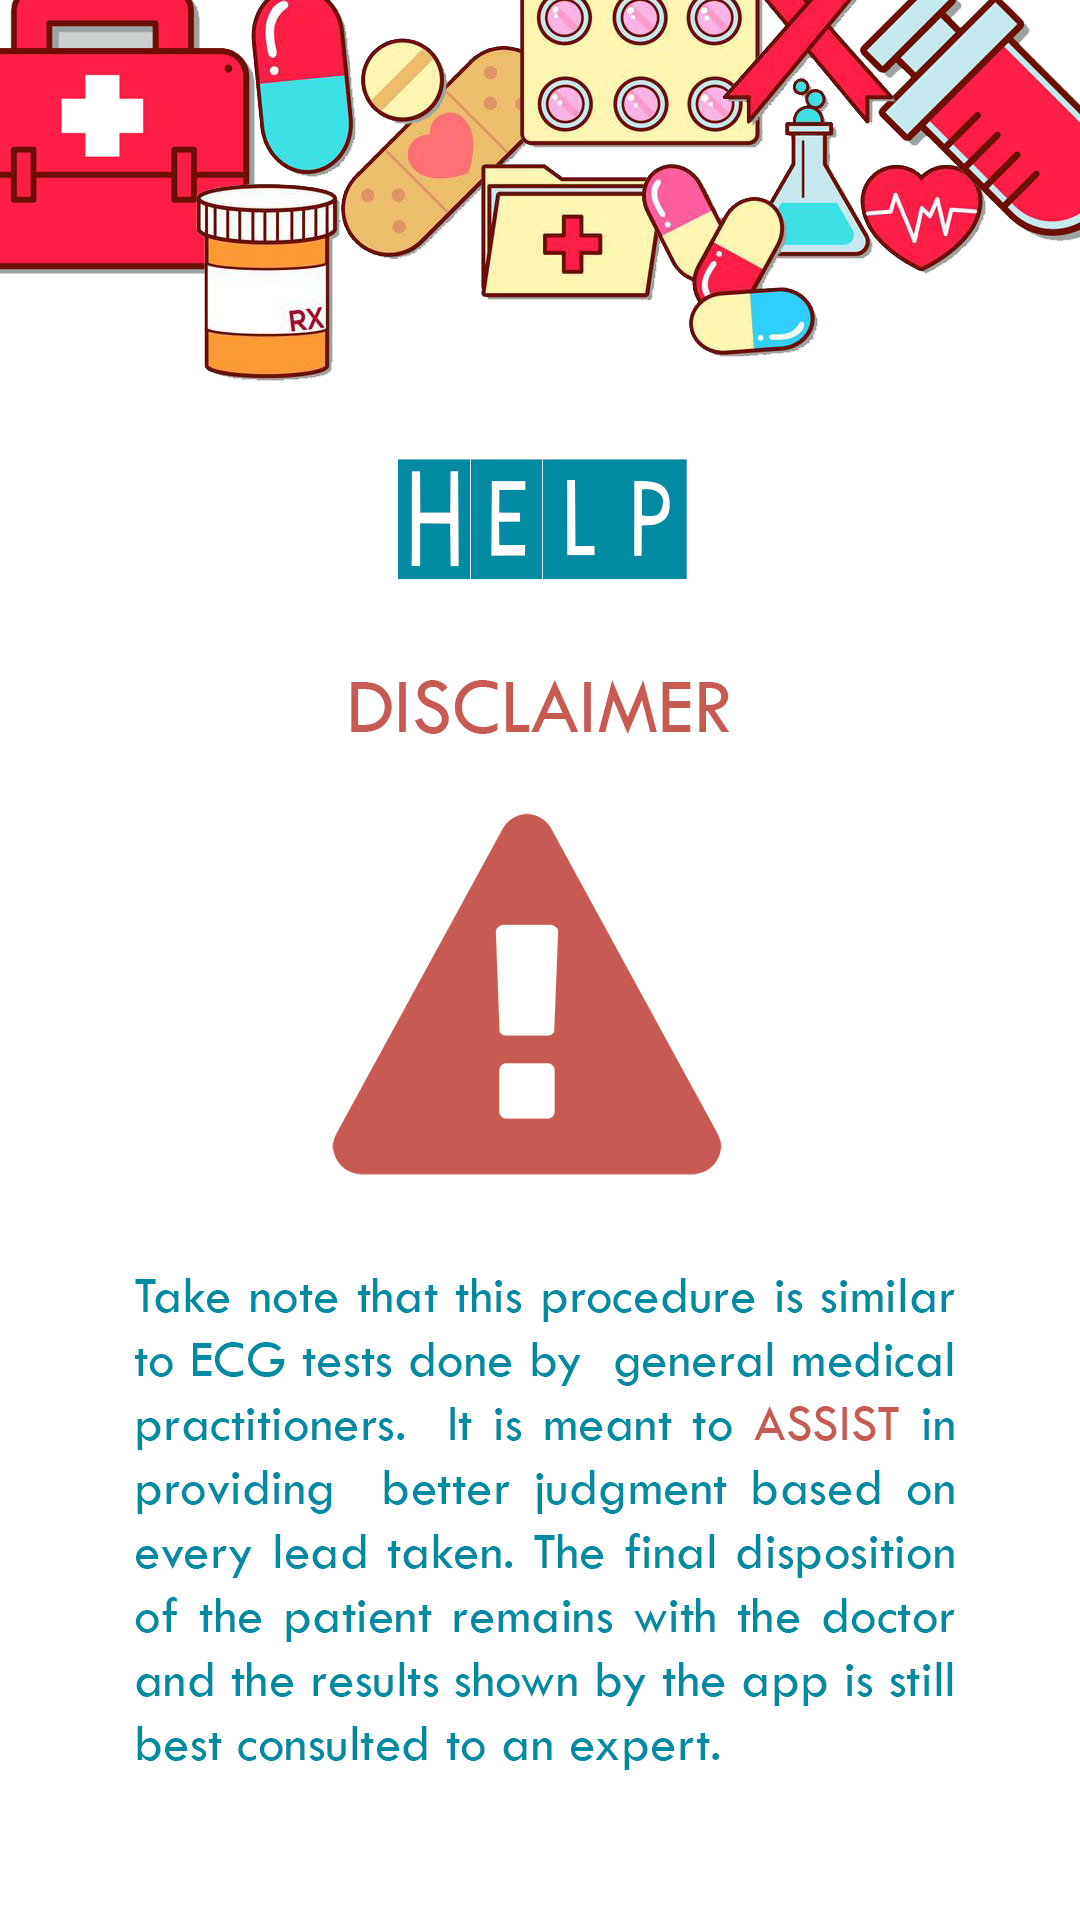 RX
HELP
DISCLAIMER
Take note that this procedure is similar
to ECG tests done by general medical
practitioners. It is meant to ASSIST in
providing better judgment based on
every lead taken. The final disposition
of the patient remains with the doctor
and the results shown by the app is still
best consulted to an expert.